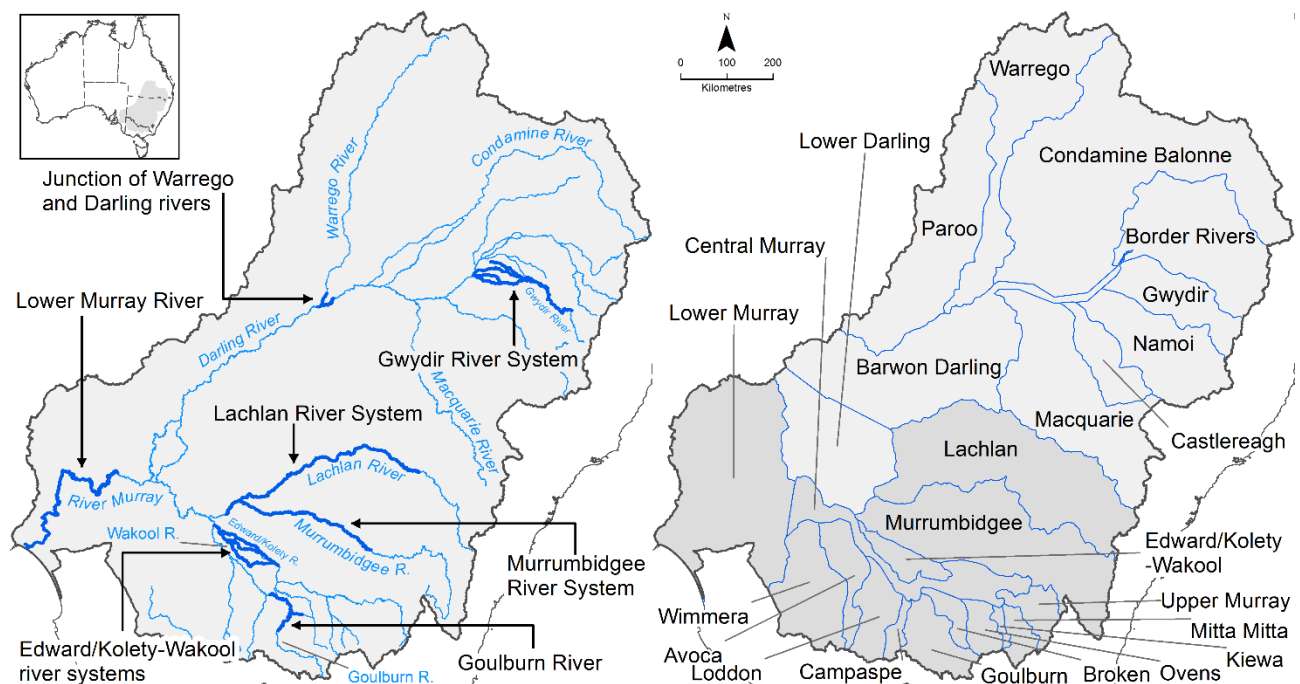 Junction of Warrego
and Darling rivers
Warrego River
Condamine River
Lower Murray River
Darling River
Gwydir River
Gwydir River System
Macquarie River
Lachlan River System
Lachlan River
River Murray
Wakool R.
Edward/Kolety R.
Murrumbidgee R.
Murrumbidgee
River System
Edward/Kolety-Wakool
river systems
Goulburn River
Goulburn R.
N
0 100 200
Kilometres
Warrego
Lower Darling
Condamine Balonne
Central Murray
Paroo
Border Rivers
Lower Murray
Gwydir
Namoi
Barwon Darling
Macquarie
Castlereagh
Lachlan
Murrumbidgee
Edward/Kolety
-Wakool
Wimmera
Upper Murray
Avoca
Mitta Mitta
Loddon
Campaspe
Goulburn
Broken
Ovens
Kiewa